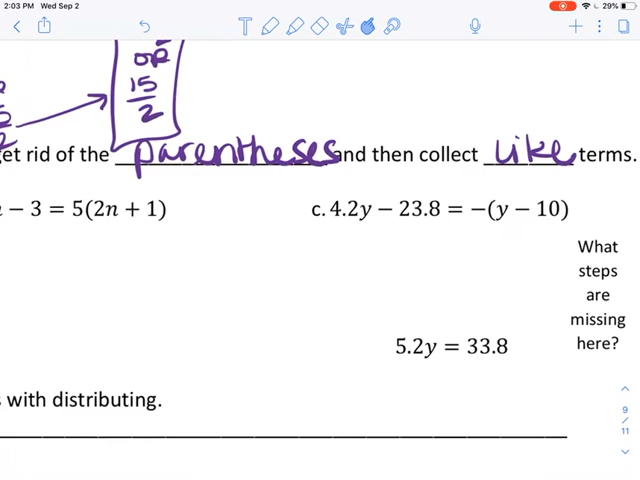 2:03 PM Wed Sep 2
29%
OR
15
2
2
et rid of the parentheses and then collect like terms.
- 3 = 5(2n + 1)
c. 4.2y − 23.8 = −(y − 10)
What
steps
are
missing
here?
5.2y = 33.8
s with distributing.
9
/
11